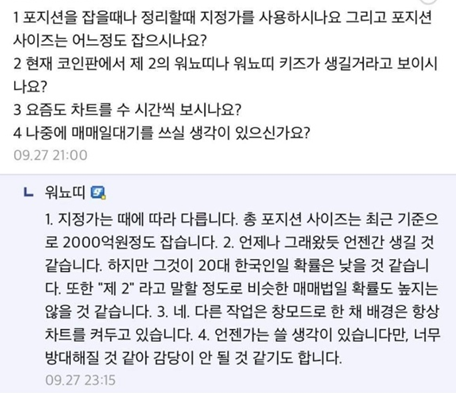 1 포지션을 잡을때나 정리할때 지정가를 사용하시나요 그리고 포지션
사이즈는 어느정도 잡으시나요?
2 현재 코인판에서 제 2의 워뇨띠나 워뇨띠 키즈가 생길거라고 보이시
나요?
3 요즘도 차트를 수 시간씩 보시나요?
4 나중에 매매일대기를 쓰실 생각이 있으신가요?
09.27 21:00
워뇨띠
1. 지정가는 때에 따라 다릅니다. 총 포지션 사이즈는 최근 기준으
로 2000억원정도 잡습니다. 2. 언제나 그래왔듯 언젠간 생길 것
같습니다. 하지만 그것이 20대 한국인일 확률은 낮을 것 같습니
다. 또한 "제 2" 라고 말할 정도로 비슷한 매매법일 확률도 높지는
않을 것 같습니다. 3. 네. 다른 작업은 창모드로 한 채 배경은 항상
차트를 켜두고 있습니다. 4. 언젠가는 쓸 생각이 있습니다만, 너무
방대해질 것 같아 감당이 안 될 것 같기도 합니다.
09.27 23:15